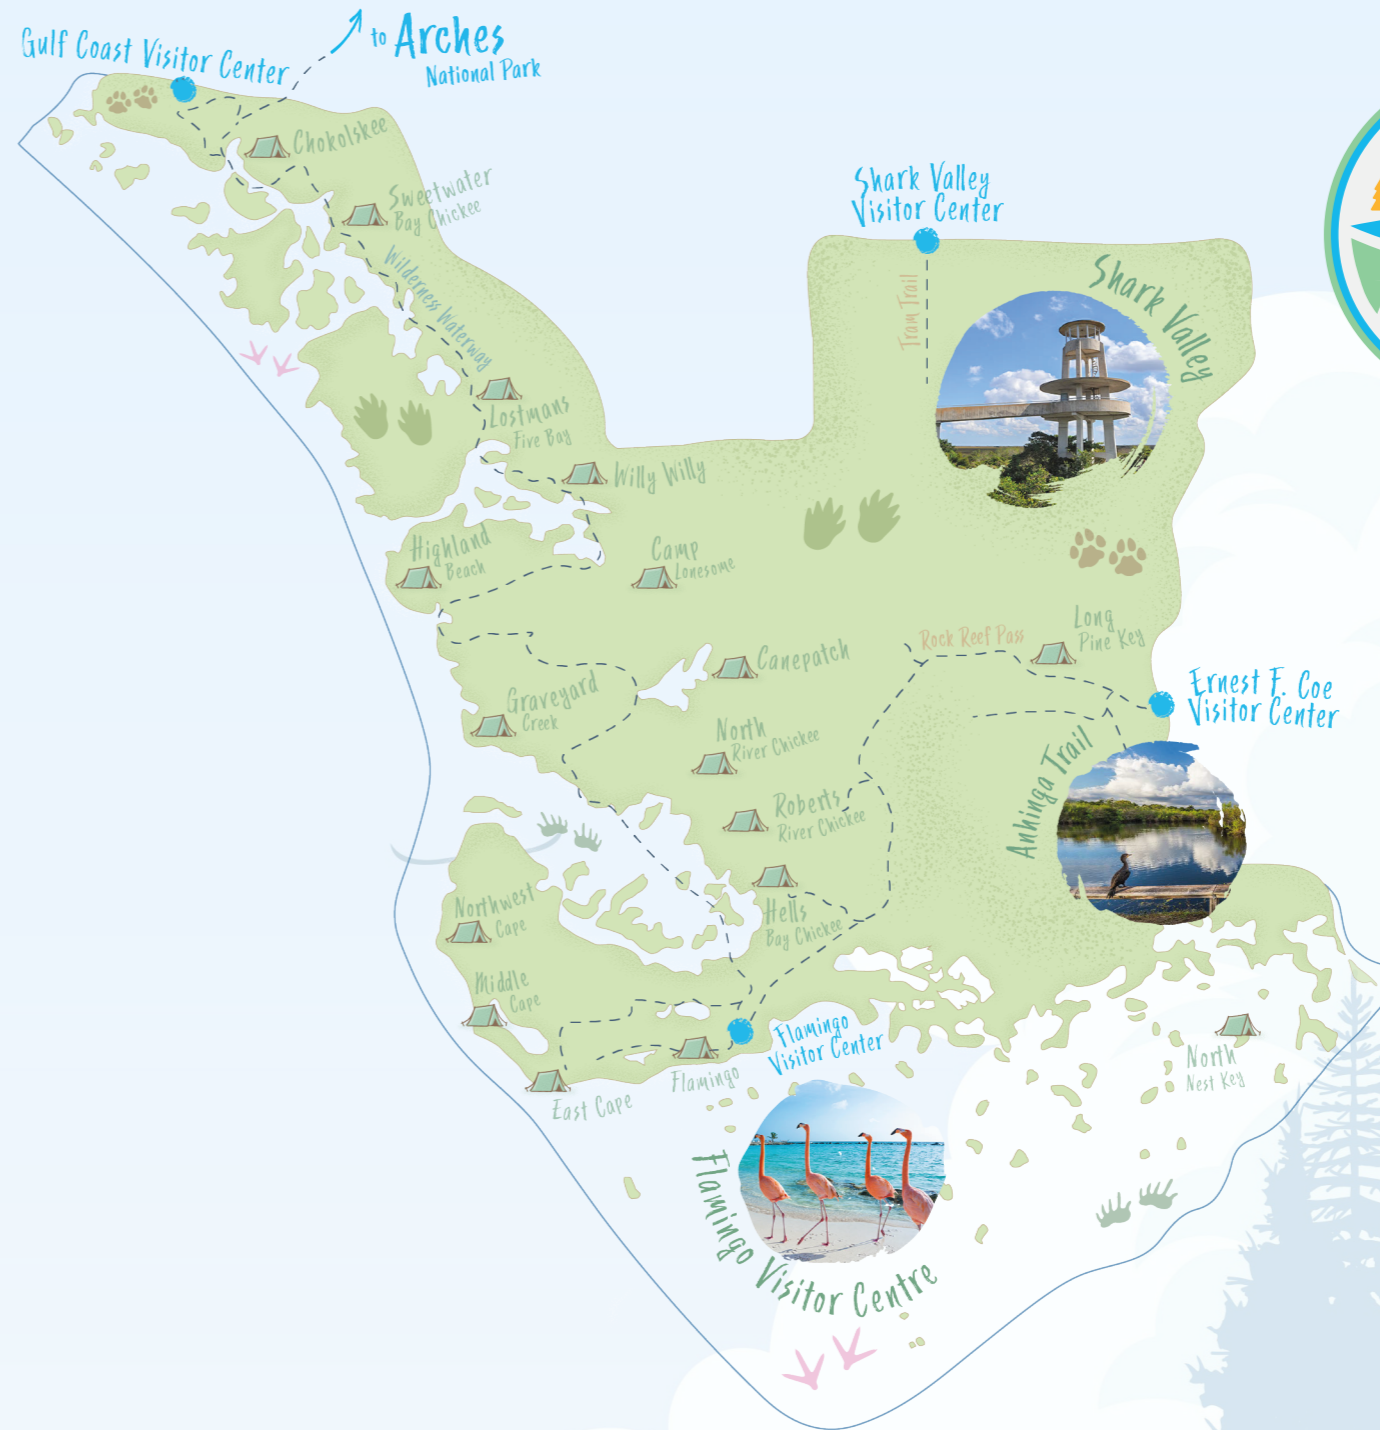 Gulf Coast Visitor Center
to Arches
National Park
Chokolskee
Sweetwater
Bay Chickee
Wilderness Waterway
Shark Valley
Visitor Center
Tram Trail
Shark Valley
Lostmans
Five Bay
Willy Willy
Highland
Beach
Camp
Lonesome
Rock Reef Pass
Long
Pine Key
Canepatch
Graveyard
Creek
North
River Chickee
Ernest F. Coe
Visitor Center
Anhinga Trail
Roberts
River Chickee
Northwest
Cape
Hells
Bay Chickee
Middle
Cape
Flamingo
Visitor Center
Flamingo
East Cape
North
Nest Key
Flamingo Visitor Centre